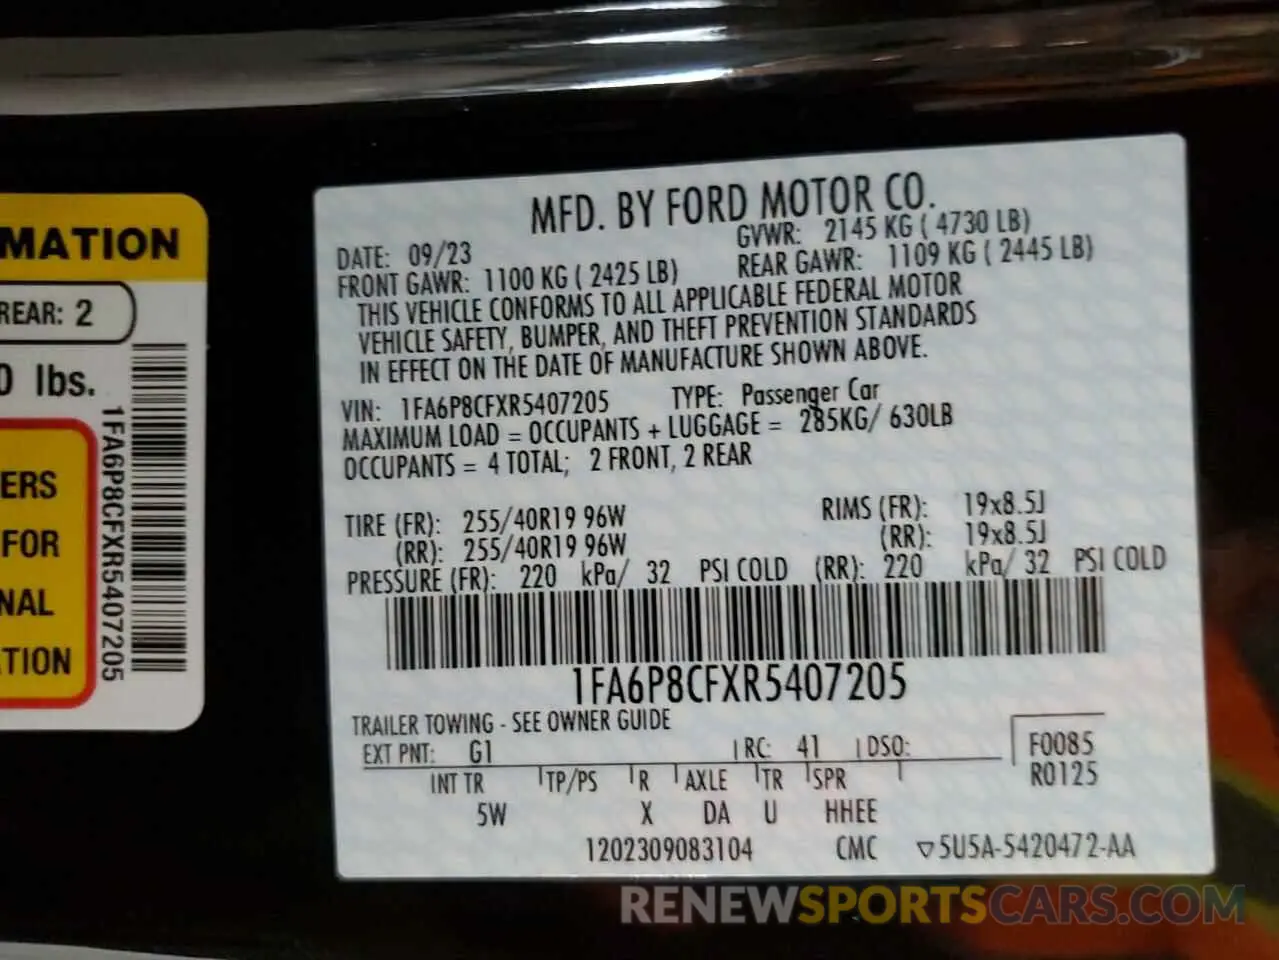 MATION
REAR: 2
0 lbs.
ERS
FOR
NAL
TION
1FA6P8CFXR5407205
MFD. BY FORD MOTOR CO.
DATE: 09/23 GVWR: 2145 KG ( 4730 LB)
FRONT GAWR: 1100 KG ( 2425 LB) REAR GAWR: 1109 KG ( 2445 LB)
THIS VEHICLE CONFORMS TO ALL APPLICABLE FEDERAL MOTOR
VEHICLE SAFETY, BUMPER, AND THEFT PREVENTION STANDARDS
IN EFFECT ON THE DATE OF MANUFACTURE SHOWN ABOVE.
VIN: 1FA6P8CFXR5407205 TYPE: Passenger Car
MAXIMUM LOAD = OCCUPANTS + LUGGAGE = 285KG/ 630LB
OCCUPANTS = 4 TOTAL; 2 FRONT, 2 REAR
TIRE (FR): 255/40R19 96W RIMS (FR): 19x8.5J
(RR): 255/40R19 96W (RR): 19x8.5J
PRESSURE (FR): 220 kPa/ 32 PSI COLD (RR): 220 kPa/ 32 PSI COLD
1FA6P8CFXR5407205
TRAILER TOWING - SEE OWNER GUIDE
EXT PNT: G1 RC: 41 DSO: F0085
INT TR TP/PS R AXLE TR SPR R0125
5W X DA U HHEE
1202309083104 CMC ▽5U5A-5420472-AA
RENEWSPORTSCARS.COM